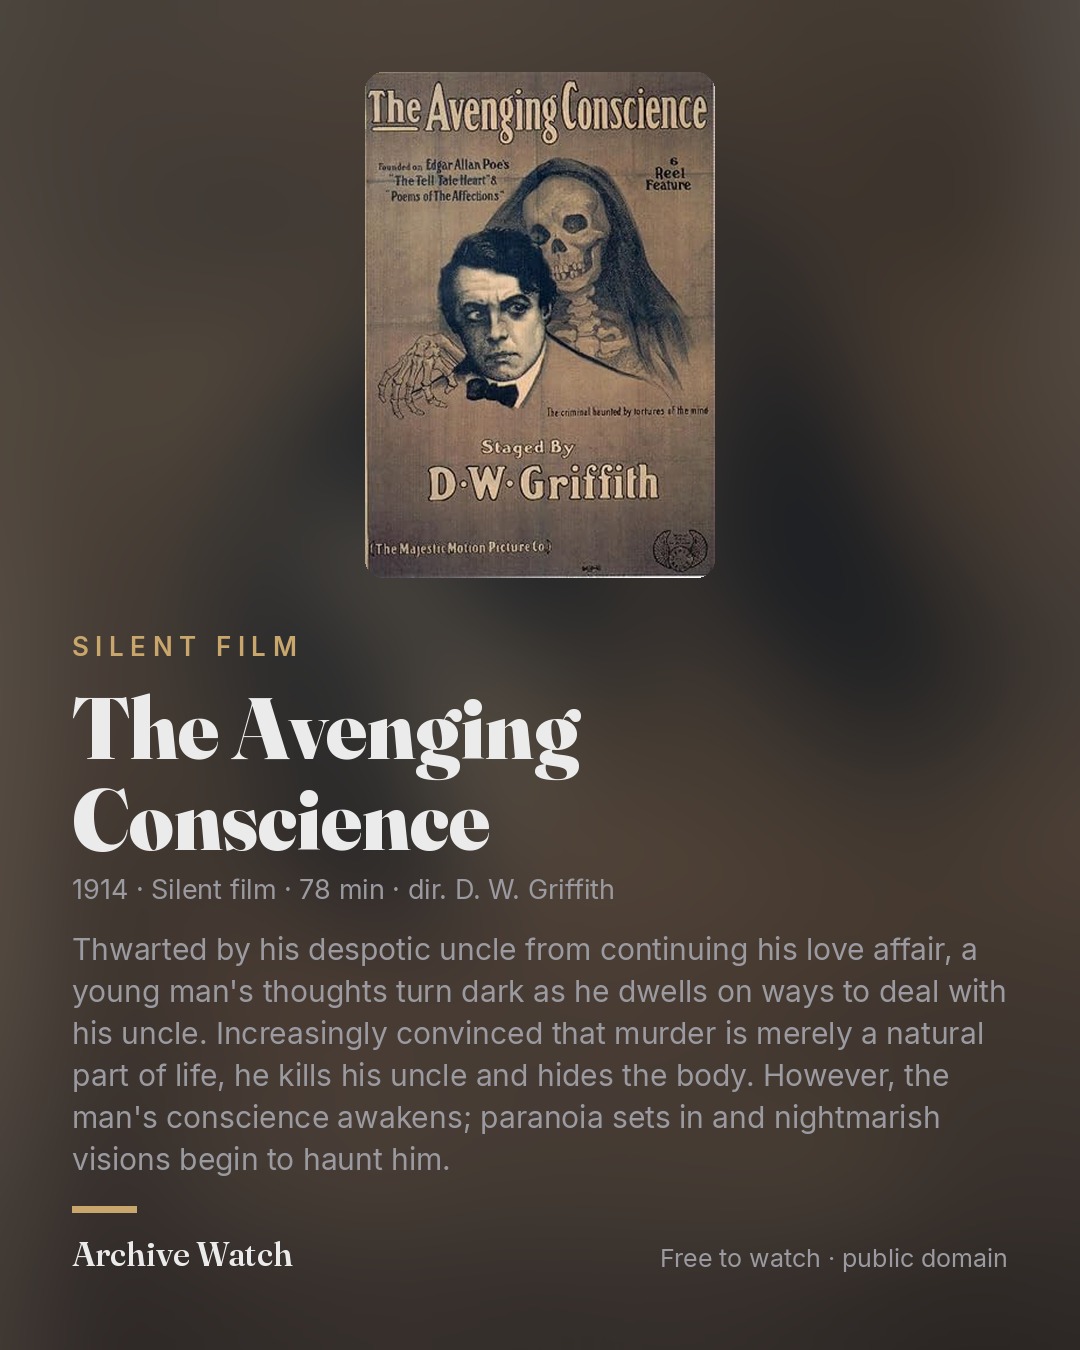 The Avenging Conscience
Founded on Edgar Allan Poe's
"The Tell Tale Heart" &
"Poems of The Affections"
6
Reel
Feature
The criminal haunted by tortures of the mind
Staged By
D·W·Griffith
(The Majestic Motion Picture Co)
SILENT FILM
The Avenging
Conscience
1914 · Silent film · 78 min · dir. D. W. Griffith
Thwarted by his despotic uncle from continuing his love affair, a
young man's thoughts turn dark as he dwells on ways to deal with
his uncle. Increasingly convinced that murder is merely a natural
part of life, he kills his uncle and hides the body. However, the
man's conscience awakens; paranoia sets in and nightmarish
visions begin to haunt him.
Archive Watch
Free to watch · public domain